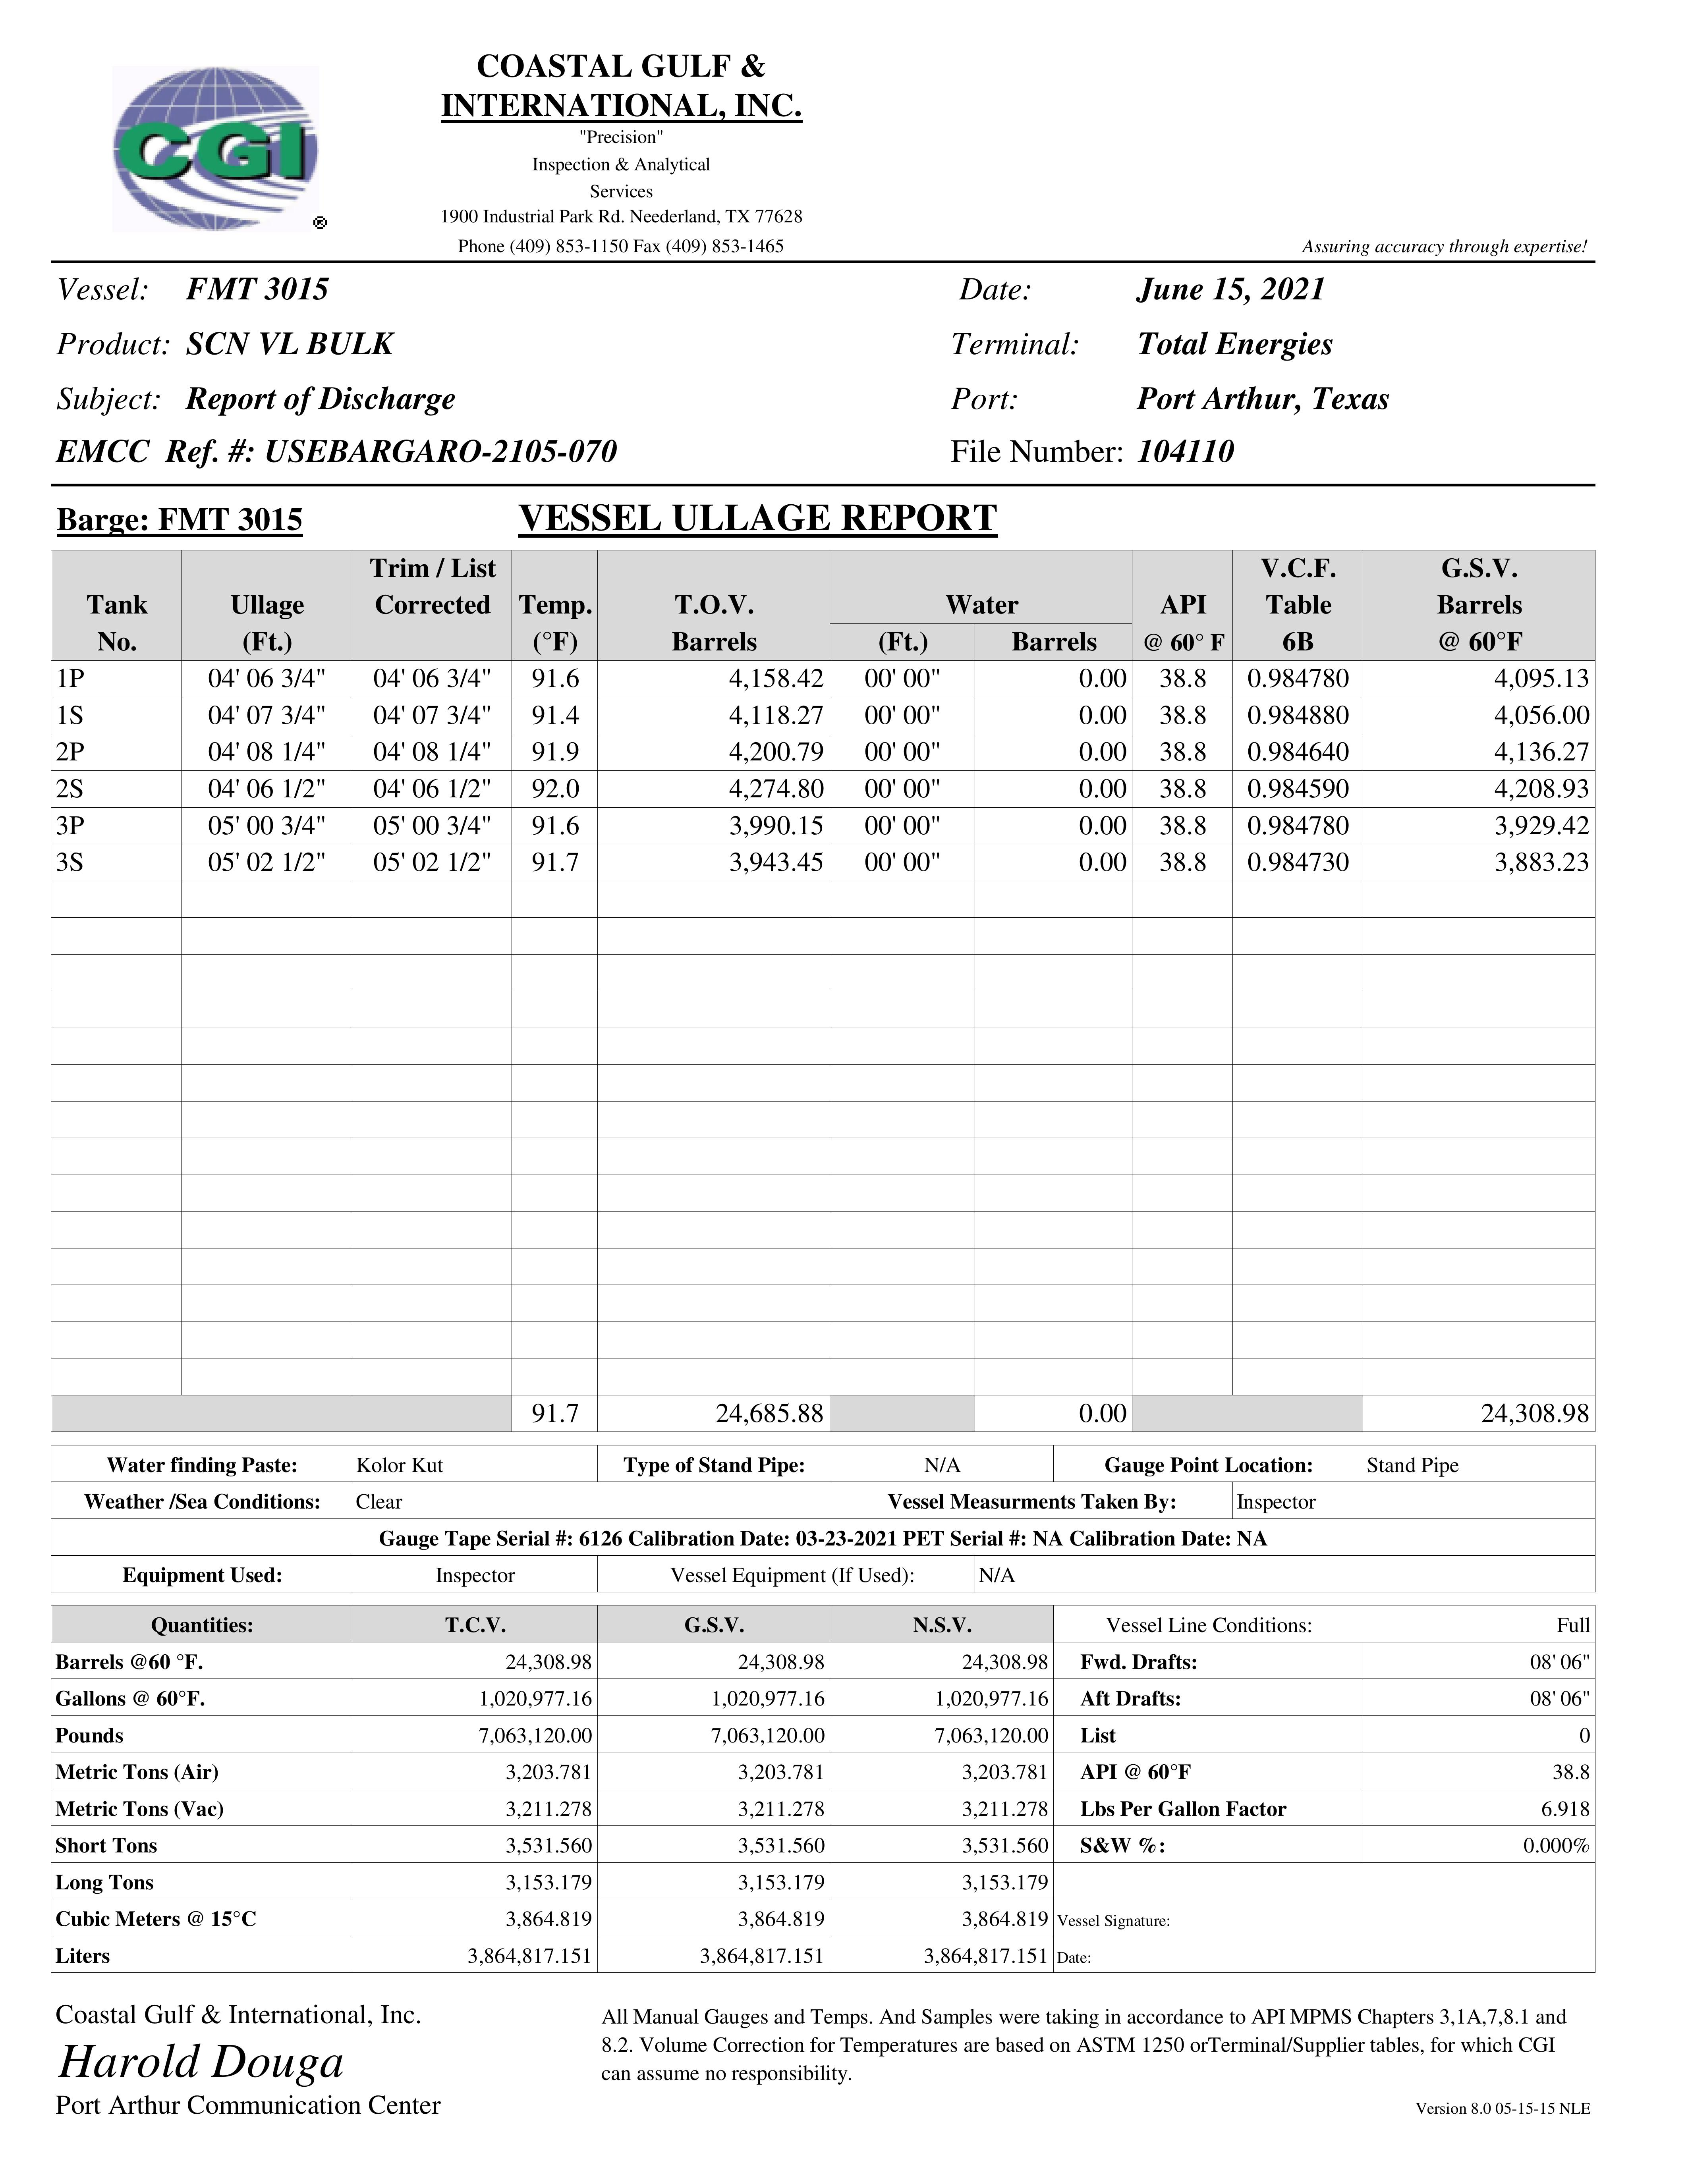 CGI
®
COASTAL GULF &
INTERNATIONAL, INC.
"Precision"
Inspection & Analytical
Services
1900 Industrial Park Rd. Neederland, TX 77628
Phone (409) 853-1150 Fax (409) 853-1465
Assuring accuracy through expertise!
Vessel: FMT 3015 Date: June 15, 2021
Product: SCN VL BULK Terminal: Total Energies
Subject: Report of Discharge Port: Port Arthur, Texas
EMCC Ref. #: USEBARGARO-2105-070 File Number: 104110
Barge: FMT 3015 VESSEL ULLAGE REPORT
Trim / List V.C.F. G.S.V.
Tank Ullage Corrected Temp. T.O.V. Water API Table Barrels
No. (Ft.) (°F) Barrels (Ft.) Barrels @ 60° F 6B @ 60°F
1P 04' 06 3/4" 04' 06 3/4" 91.6 4,158.42 00' 00" 0.00 38.8 0.984780 4,095.13
1S 04' 07 3/4" 04' 07 3/4" 91.4 4,118.27 00' 00" 0.00 38.8 0.984880 4,056.00
2P 04' 08 1/4" 04' 08 1/4" 91.9 4,200.79 00' 00" 0.00 38.8 0.984640 4,136.27
2S 04' 06 1/2" 04' 06 1/2" 92.0 4,274.80 00' 00" 0.00 38.8 0.984590 4,208.93
3P 05' 00 3/4" 05' 00 3/4" 91.6 3,990.15 00' 00" 0.00 38.8 0.984780 3,929.42
3S 05' 02 1/2" 05' 02 1/2" 91.7 3,943.45 00' 00" 0.00 38.8 0.984730 3,883.23
91.7 24,685.88 0.00 24,308.98
Water finding Paste: Kolor Kut Type of Stand Pipe: N/A Gauge Point Location: Stand Pipe
Weather /Sea Conditions: Clear Vessel Measurments Taken By: Inspector
Gauge Tape Serial #: 6126 Calibration Date: 03-23-2021 PET Serial #: NA Calibration Date: NA
Equipment Used: Inspector Vessel Equipment (If Used): N/A
Quantities: T.C.V. G.S.V. N.S.V. Vessel Line Conditions: Full
Barrels @60 °F. 24,308.98 24,308.98 24,308.98 Fwd. Drafts: 08' 06"
Gallons @ 60°F. 1,020,977.16 1,020,977.16 1,020,977.16 Aft Drafts: 08' 06"
Pounds 7,063,120.00 7,063,120.00 7,063,120.00 List 0
Metric Tons (Air) 3,203.781 3,203.781 3,203.781 API @ 60°F 38.8
Metric Tons (Vac) 3,211.278 3,211.278 3,211.278 Lbs Per Gallon Factor 6.918
Short Tons 3,531.560 3,531.560 3,531.560 S&W %: 0.000%
Long Tons 3,153.179 3,153.179 3,153.179
Cubic Meters @ 15°C 3,864.819 3,864.819 3,864.819 Vessel Signature:
Liters 3,864,817.151 3,864,817.151 3,864,817.151 Date:
Coastal Gulf & International, Inc.
Harold Douga
Port Arthur Communication Center
All Manual Gauges and Temps. And Samples were taking in accordance to API MPMS Chapters 3,1A,7,8.1 and
8.2. Volume Correction for Temperatures are based on ASTM 1250 orTerminal/Supplier tables, for which CGI
can assume no responsibility.
Version 8.0 05-15-15 NLE